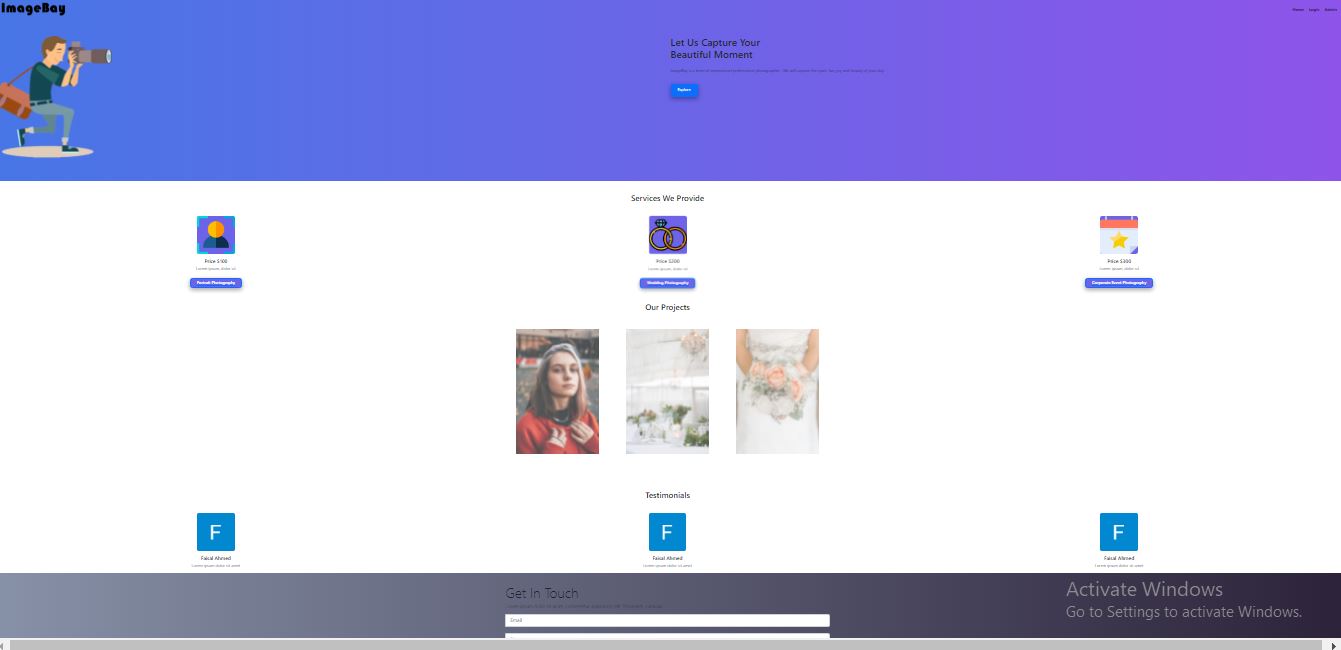 ImageBay
Home Login Admin
Let Us Capture Your
Beautiful Moment
Explore
Services We Provide
Price $100
Lorem ipsum, dolor sit
Portrait Photography
Price $200
Lorem ipsum, dolor sit
Wedding Photography
Price $300
Lorem ipsum, dolor sit
Corporate Event Photography
Our Projects
Testimonials
F
Faisal Ahmed
Lorem ipsum dolor sit amet
F
Faisal Ahmed
Lorem ipsum dolor sit amet
F
Faisal Ahmed
Lorem ipsum dolor sit amet
Get In Touch
Email
Activate Windows
Go to Settings to activate Windows.